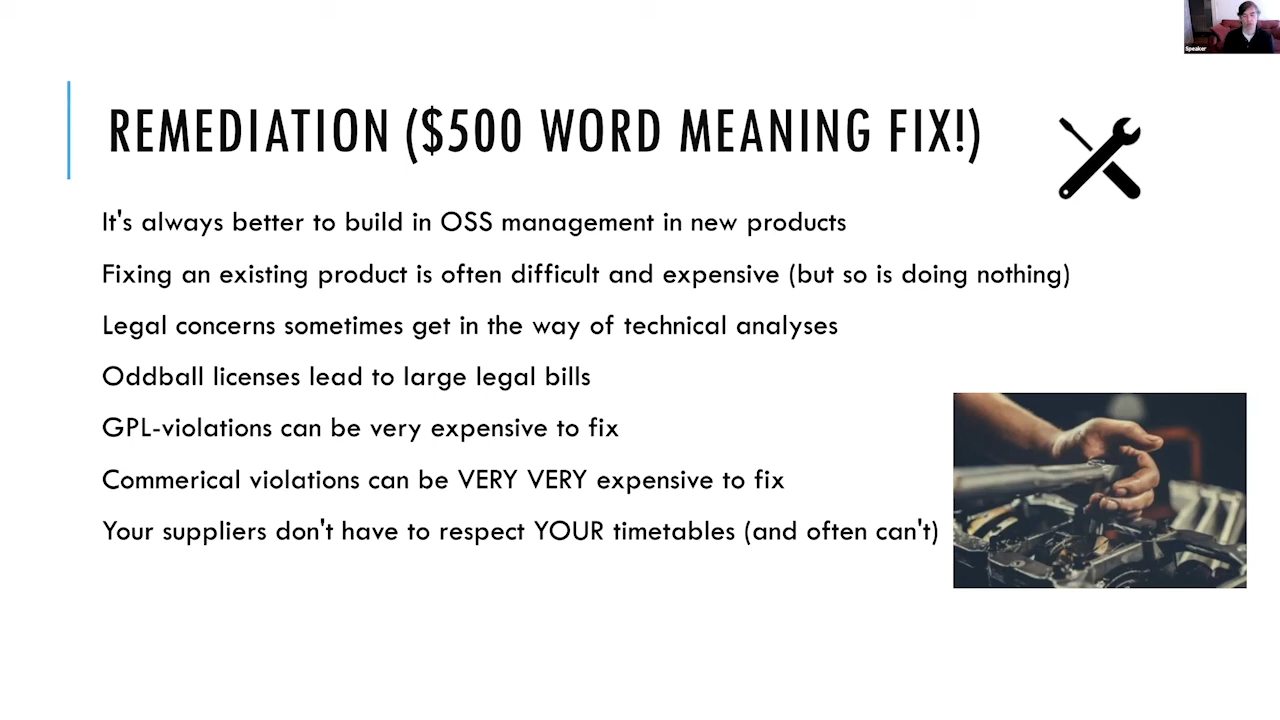 Speaker
REMEDIATION ($500 WORD MEANING FIX!)
It's always better to build in OSS management in new products
Fixing an existing product is often difficult and expensive (but so is doing nothing)
Legal concerns sometimes get in the way of technical analyses
Oddball licenses lead to large legal bills
GPL-violations can be very expensive to fix
Commerical violations can be VERY VERY expensive to fix
Your suppliers don't have to respect YOUR timetables (and often can't)